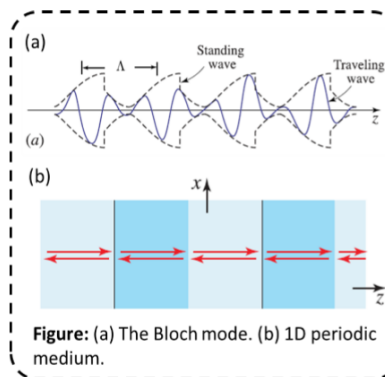 (a)
Λ
Standing
wave
Traveling
wave
z
(a)
(b)
x
z
Figure: (a) The Bloch mode. (b) 1D periodic
medium.